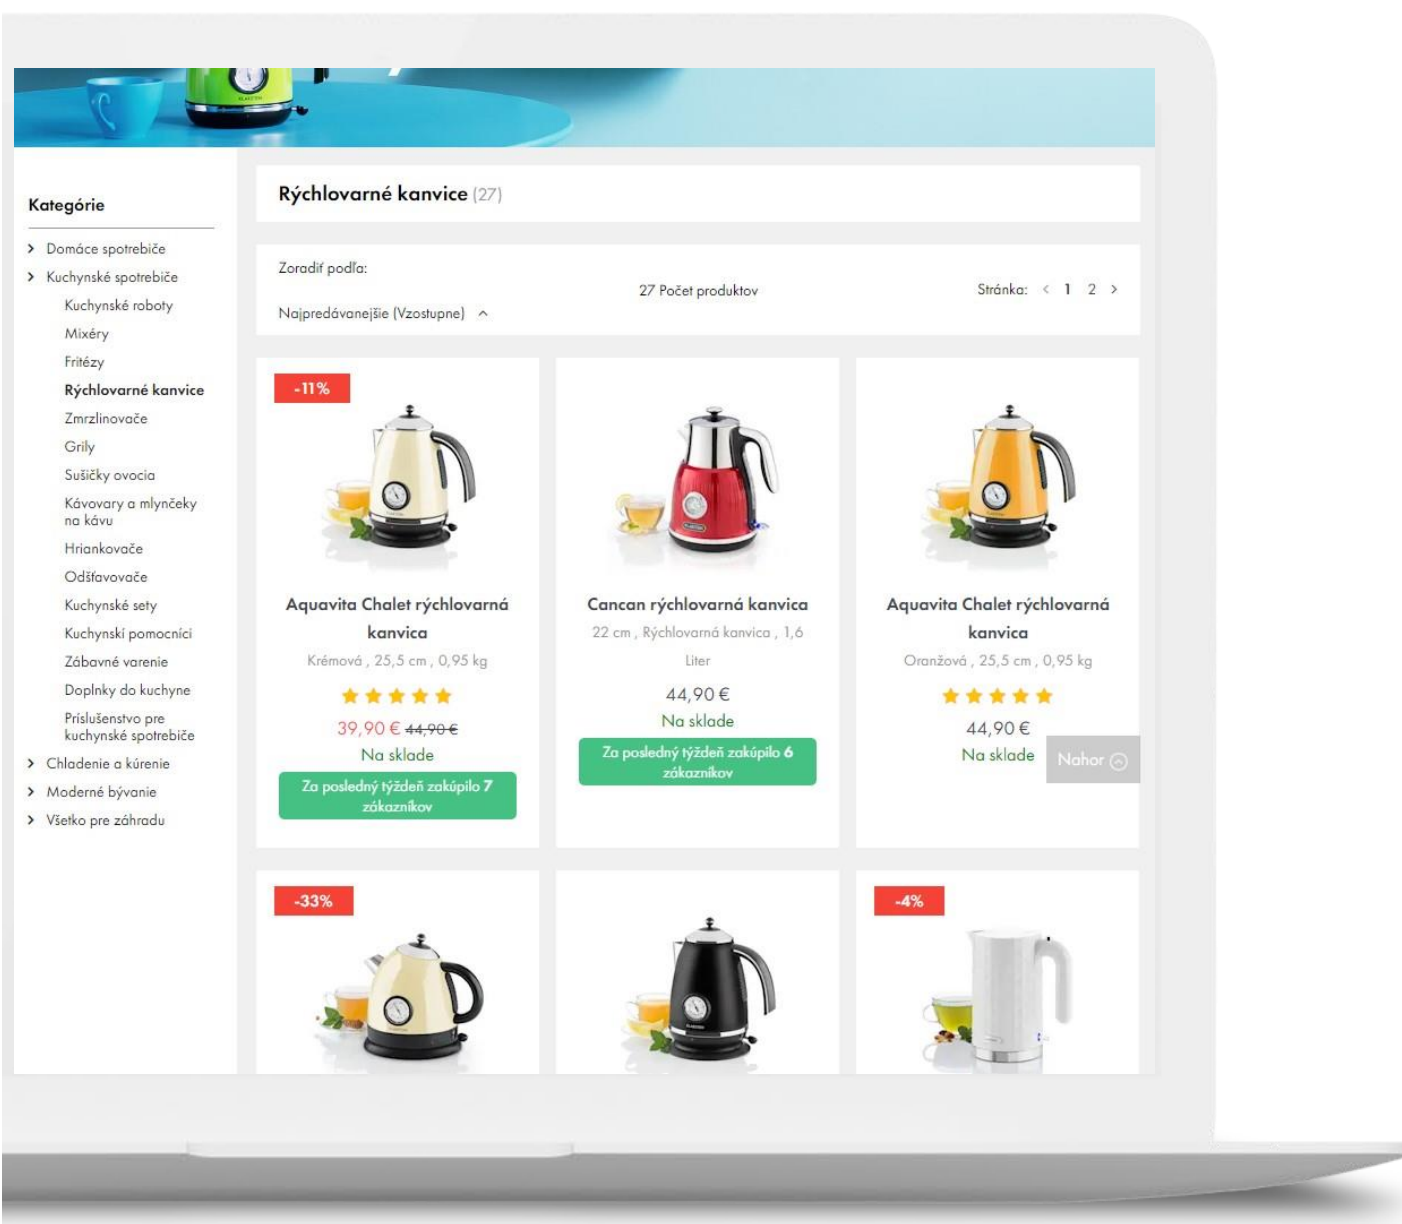 Kategórie
Domáce spotrebiče
Kuchynské spotrebiče
Kuchynské roboty
Mixéry
Fritézy
Rýchlovarné kanvice
Zmrzlinovače
Grily
Sušičky ovocia
Kávovary a mlynčeky
na kávu
Hriankovače
Odšťavovače
Kuchynské sety
Kuchynskí pomocníci
Zábavné varenie
Doplnky do kuchyne
Príslušenstvo pre
kuchynské spotrebiče
Chladenie a kúrenie
Moderné bývanie
Všetko pre záhradu
Rýchlovarné kanvice (27)
Zoradiť podľa:
Najpredávanejšie (Vzostupne)
27 Počet produktov
Stránka: < 1 2 >
-11%
Aquavita Chalet rýchlovarná
kanvica
Krémová , 25,5 cm , 0,95 kg
39,90 € 44,90 €
Na sklade
Za posledný týždeň zakúpilo 7
zákazníkov
Cancan rýchlovarná kanvica
22 cm , Rýchlovarná kanvica , 1,6
Liter
44,90 €
Na sklade
Za posledný týždeň zakúpilo 6
zákazníkov
Aquavita Chalet rýchlovarná
kanvica
Oranžová , 25,5 cm , 0,95 kg
44,90 €
Na sklade
Nahor
-33%
-4%